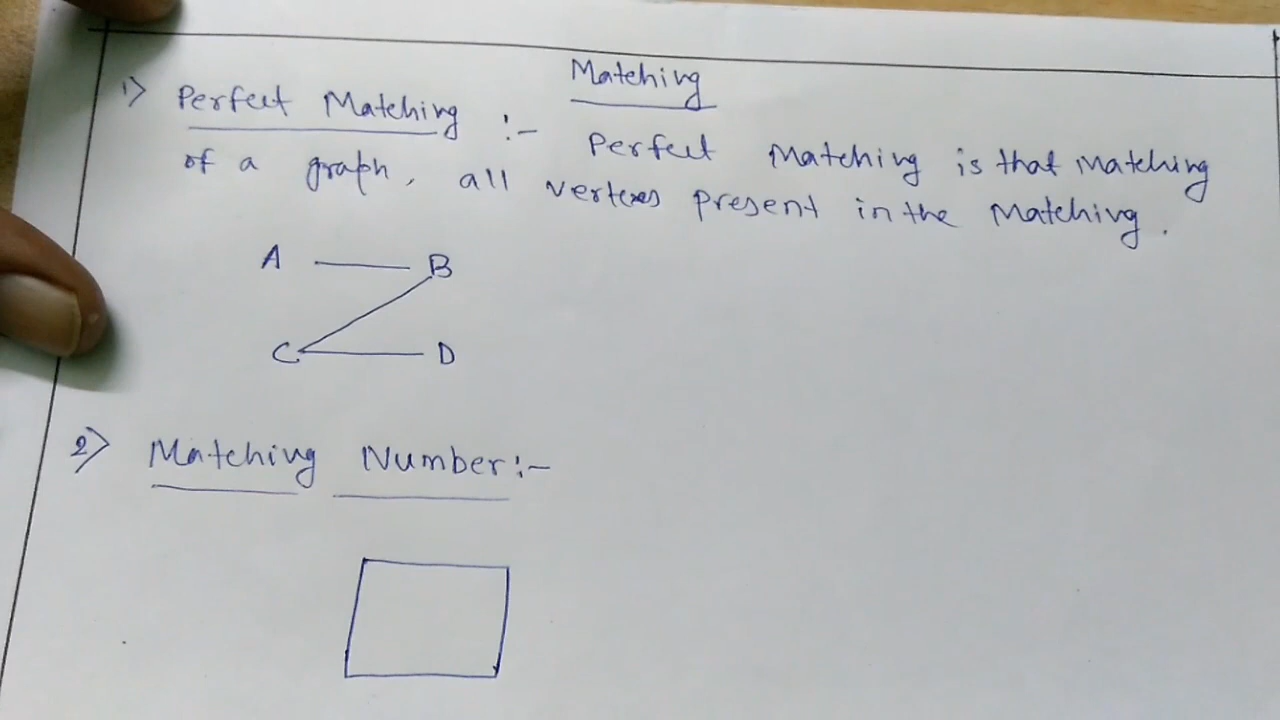 Matching
1) Perfect Matching :- Perfect Matching is that Matching
of a graph, all vertexes present in the Matching.
A B
C D
2) Matching Number:-